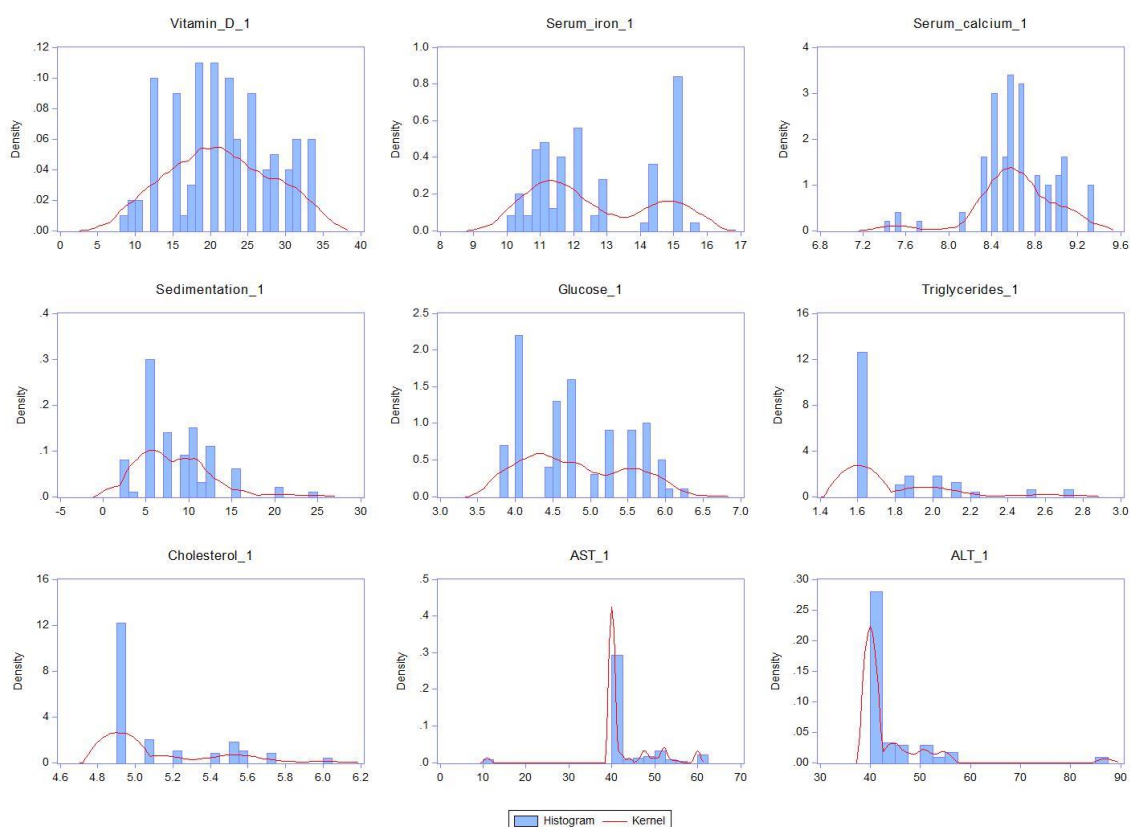 Vitamin_D_1
Density
.12
.10
.08
.06
.04
.02
.00
0 5 10 15 20 25 30 35 40
Serum_iron_1
Density
1.0
0.8
0.6
0.4
0.2
0.0
8 9 10 11 12 13 14 15 16 17
Serum_calcium_1
Density
4
3
2
1
0
6.8 7.2 7.6 8.0 8.4 8.8 9.2 9.6
Sedimentation_1
Density
.4
.3
.2
.1
.0
-5 0 5 10 15 20 25 30
Glucose_1
Density
2.5
2.0
1.5
1.0
0.5
0.0
3.0 3.5 4.0 4.5 5.0 5.5 6.0 6.5 7.0
Triglycerides_1
Density
16
12
8
4
0
1.4 1.6 1.8 2.0 2.2 2.4 2.6 2.8 3.0
Cholesterol_1
Density
16
12
8
4
0
4.6 4.8 5.0 5.2 5.4 5.6 5.8 6.0 6.2
AST_1
Density
.5
.4
.3
.2
.1
.0
0 10 20 30 40 50 60 70
ALT_1
Density
.30
.25
.20
.15
.10
.05
.00
30 40 50 60 70 80 90
Histogram Kernel